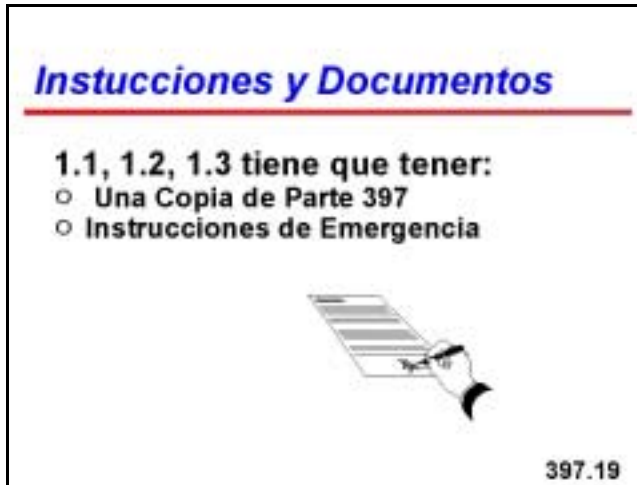 Instucciones y Documentos
1.1, 1.2, 1.3 tiene que tener:
o Una Copia de Parte 397
o Instrucciones de Emergencia
397.19